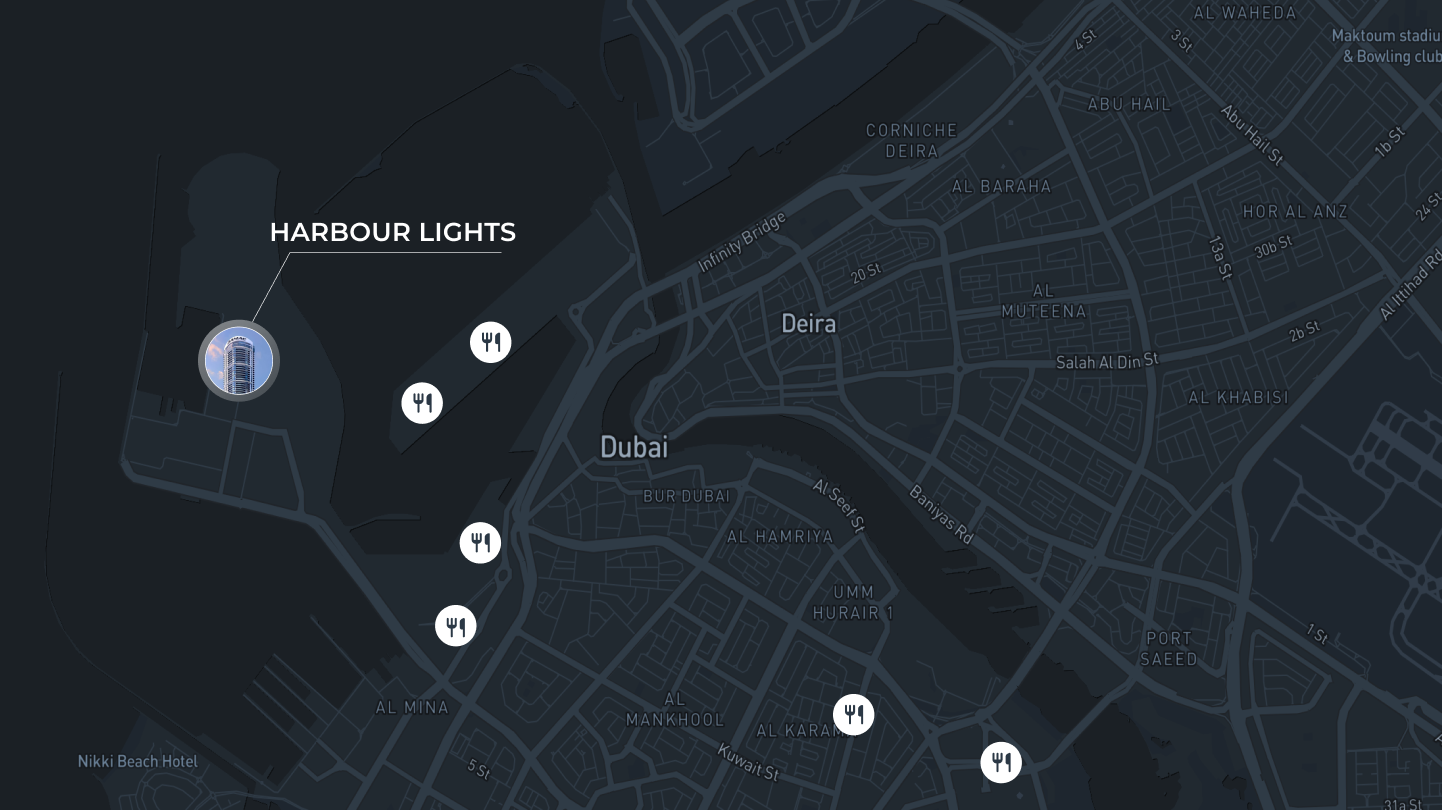 AL WAHEDA
4 St
3 St
& Bowling club
ABU HAIL
Abu Hail St
CORNICHE
DEIRA
1b St
AL BARAHA
HOR AL ANZ
24 St
HARBOUR LIGHTS
Infinity Bridge
13a St
30b St
20 St
AL
MUTEENA
Al Ittihad Rd
Deira
2b St
Salah Al Din St
AL KHABISI
Dubai
BUR DUBAI
Al Seef St
Baniyas Rd
AL HAMRIYA
UMM
HURAIR 1
1 St
PORT
SAEED
AL MINA
AL
MANKHOOL
AL KARAM
Nikki Beach Hotel
5 St
Kuwait St
31a St
Maktoum stadiu